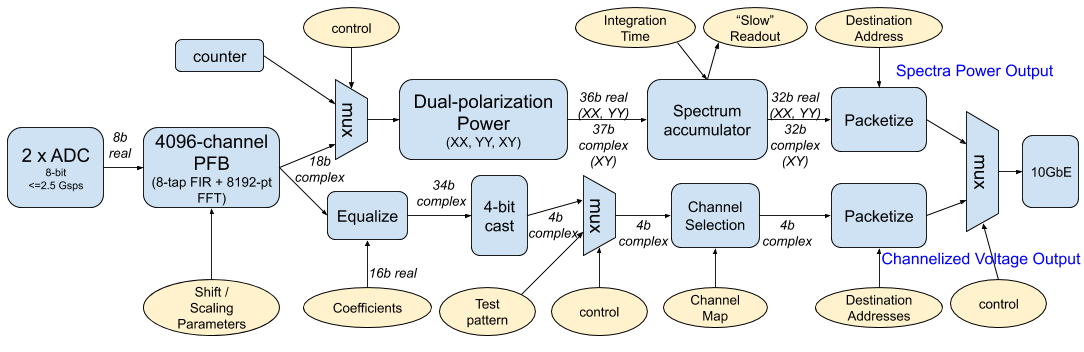 control
Integration
Time
“Slow”
Readout
Destination
Address
counter
Spectra Power Output
mux
Dual-polarization
Power
(XX, YY, XY)
36b real
(XX, YY)
37b
complex
(XY)
Spectrum
accumulator
32b real
(XX, YY)
32b
complex
(XY)
Packetize
2 x ADC
8-bit
<=2.5 Gsps
8b
real
4096-channel
PFB
(8-tap FIR + 8192-pt
FFT)
18b
complex
mux
10GbE
Equalize
34b
complex
4-bit
cast
4b
complex
mux
4b
complex
Channel
Selection
4b
complex
Packetize
Channelized Voltage Output
16b real
Shift /
Scaling
Parameters
Coefficients
Test
pattern
control
Channel
Map
Destination
Addresses
control